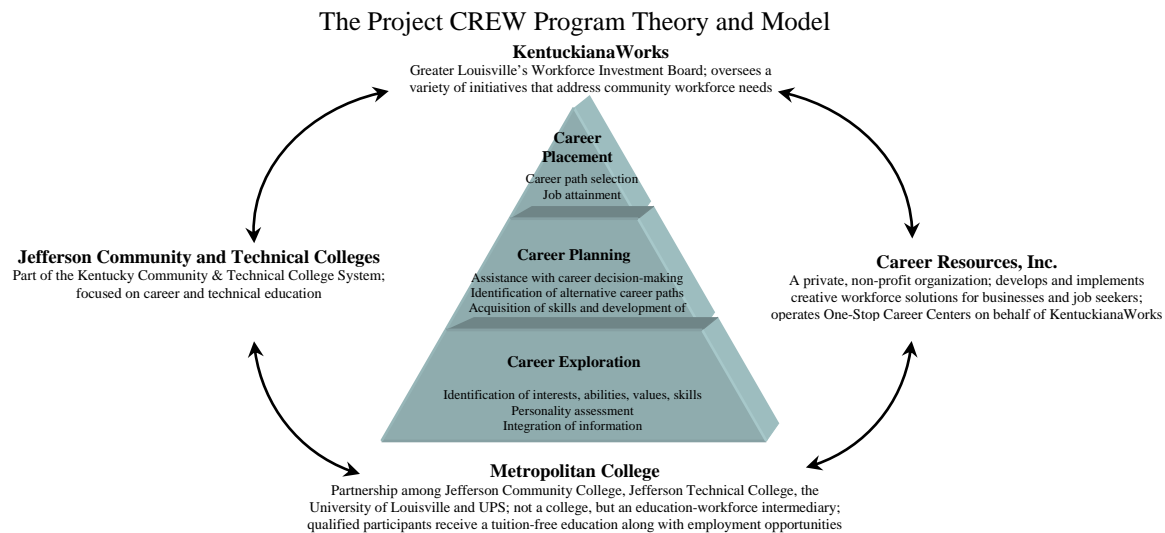 The Project CREW Program Theory and Model
KentuckianaWorks
Greater Louisville’s Workforce Investment Board; oversees a
variety of initiatives that address community workforce needs
Career
Placement
Career path selection
Job attainment
Jefferson Community and Technical Colleges
Part of the Kentucky Community & Technical College System;
focused on career and technical education
Career Planning
Assistance with career decision-making
Identification of alternative career paths
Acquisition of skills and development of
Career Resources, Inc.
A private, non-profit organization; develops and implements
creative workforce solutions for businesses and job seekers;
operates One-Stop Career Centers on behalf of KentuckianaWorks
Career Exploration
Identification of interests, abilities, values, skills
Personality assessment
Integration of information
Metropolitan College
Partnership among Jefferson Community College, Jefferson Technical College, the
University of Louisville and UPS; not a college, but an education-workforce intermediary;
qualified participants receive a tuition-free education along with employment opportunities